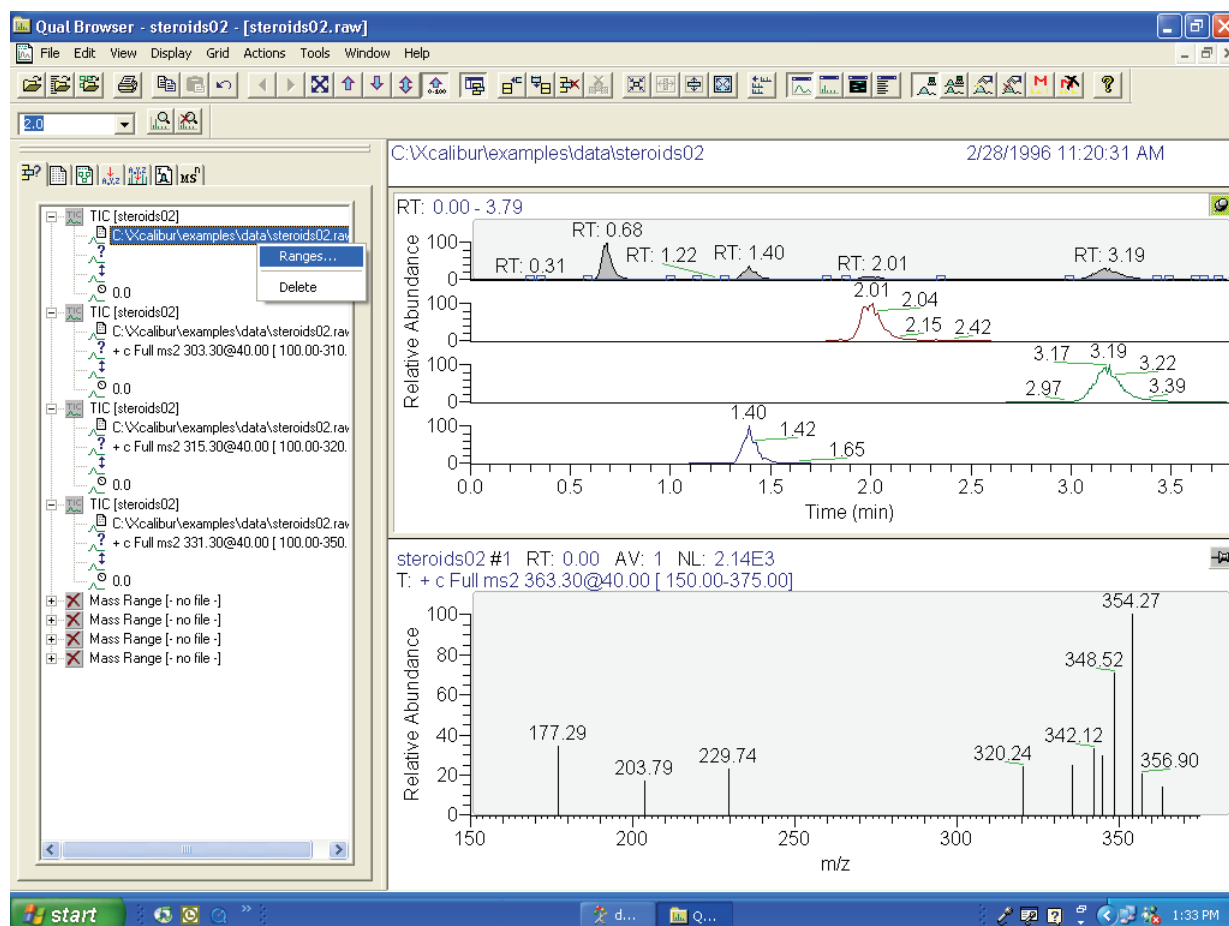 Qual Browser - steroids02 - [steroids02.raw]
File Edit View Display Grid Actions Tools Window Help
2.0
TIC [steroids02]
C:\Xcalibur\examples\data\steroids02.raw
Ranges...
Delete
0.0
TIC [steroids02]
C:\Xcalibur\examples\data\steroids02.raw
+ c Full ms2 303.30@40.00 [ 100.00-310.
0.0
TIC [steroids02]
C:\Xcalibur\examples\data\steroids02.raw
+ c Full ms2 315.30@40.00 [ 100.00-320.
0.0
TIC [steroids02]
C:\Xcalibur\examples\data\steroids02.raw
+ c Full ms2 331.30@40.00 [ 100.00-350.
0.0
Mass Range [- no file -]
Mass Range [- no file -]
Mass Range [- no file -]
Mass Range [- no file -]
C:\Xcalibur\examples\data\steroids02 2/28/1996 11:20:31 AM
RT: 0.00 - 3.79
RT: 0.68
RT: 0.31 RT: 1.22 RT: 1.40 RT: 2.01 RT: 3.19
100
0
2.01 2.04 2.15 2.42
100
0
3.17 3.19 3.22
2.97 3.39
100
0
1.40 1.42 1.65
100
0
Relative Abundance
Relative Abundance
0.0 0.5 1.0 1.5 2.0 2.5 3.0 3.5
Time (min)
steroids02 #1 RT: 0.00 AV: 1 NL: 2.14E3
T: + c Full ms2 363.30@40.00 [ 150.00-375.00]
354.27
348.52
342.12
320.24 356.90
177.29 203.79 229.74
100
80
60
40
20
0
Relative Abundance
150 200 250 300 350
m/z
start
d...
Q...
1:33 PM